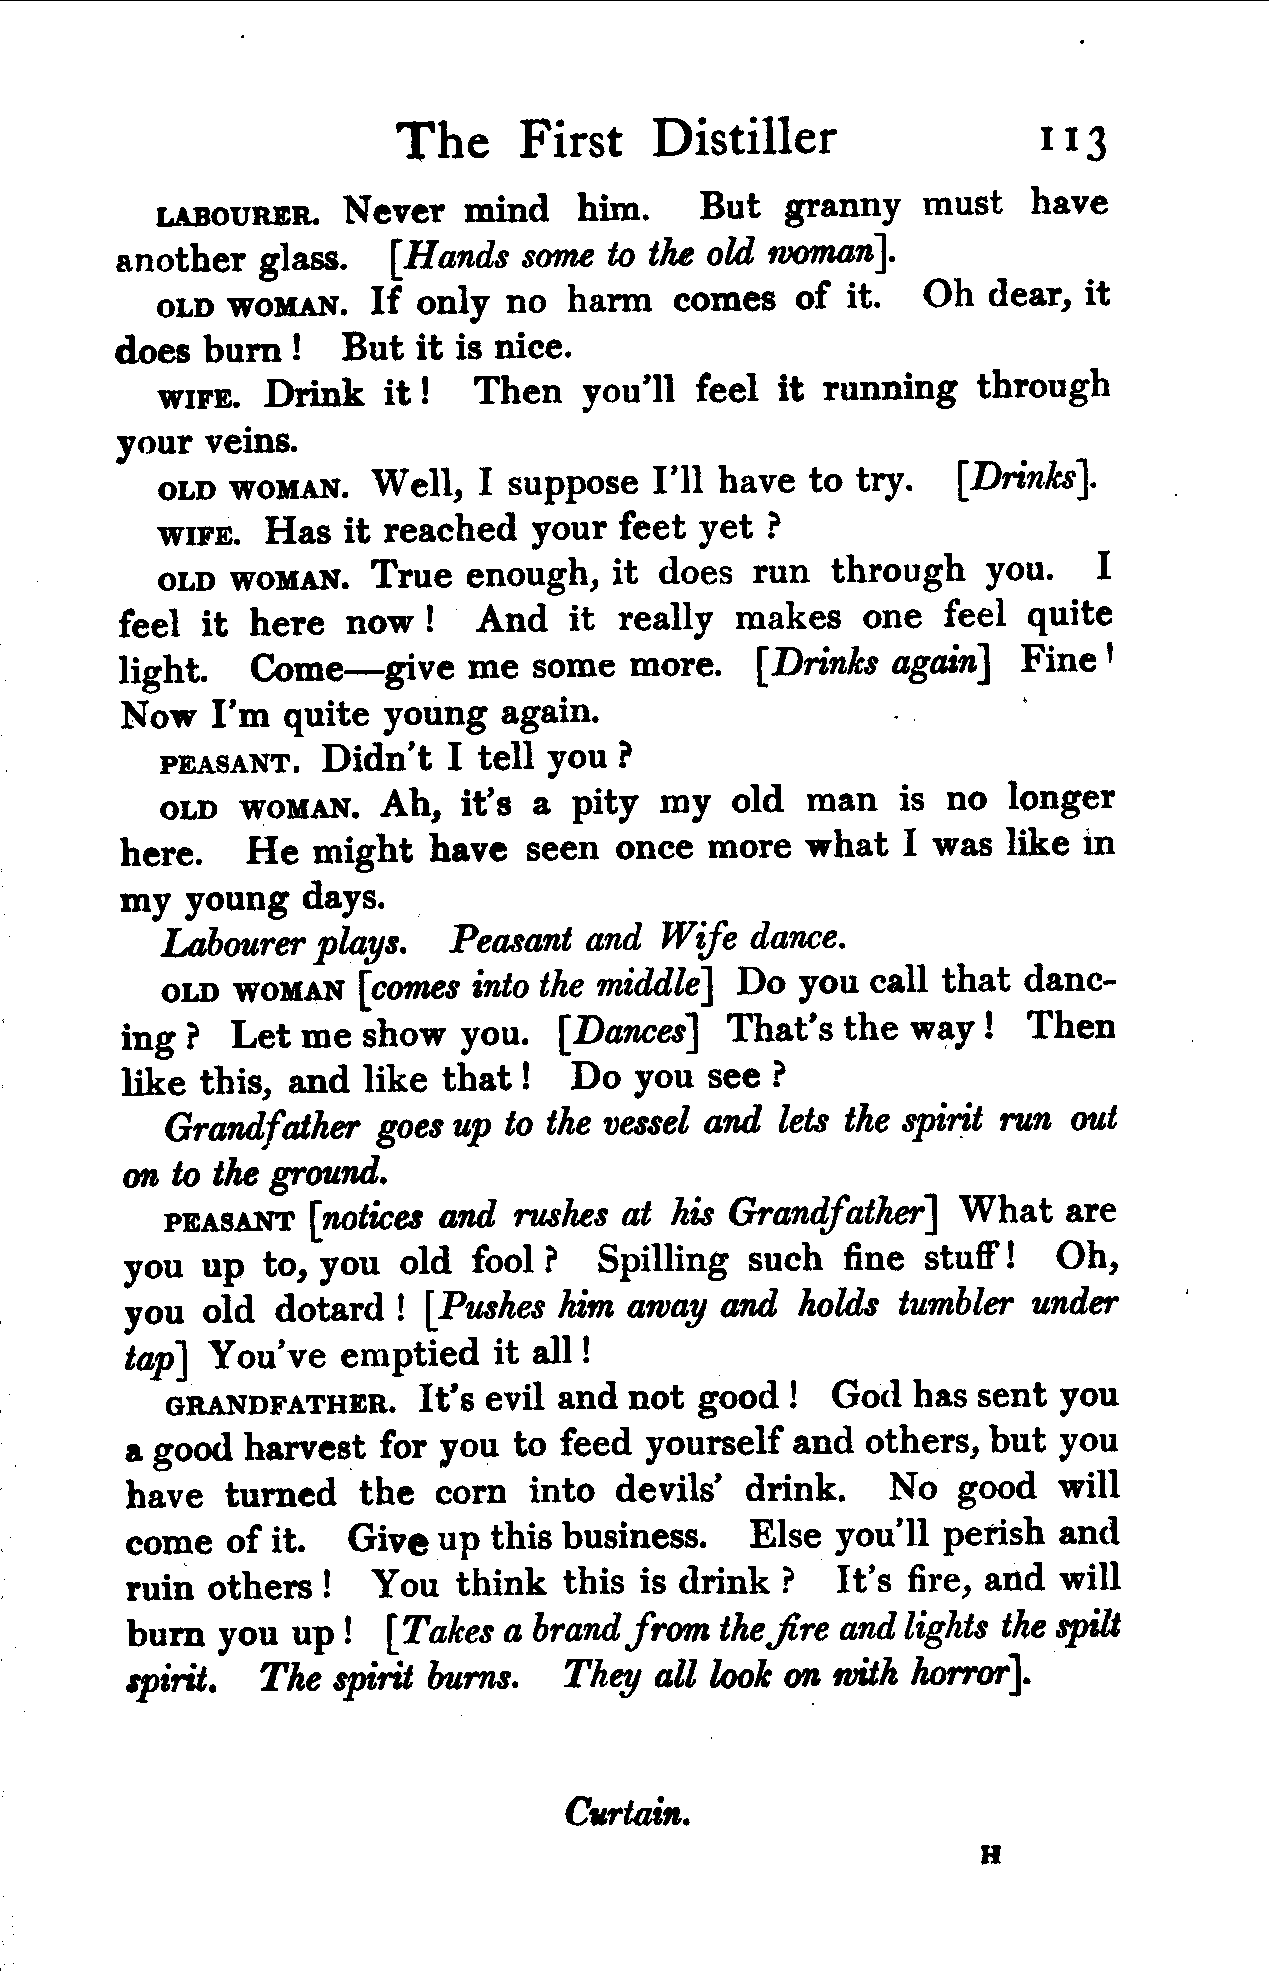 The First Distiller 113
LABOURER. Never mind him. But granny must have
another glass. [Hands some to the old woman].
OLD WOMAN. If only no harm comes of it. Oh dear, it
does burn ! But it is nice.
WIFE. Drink it ! Then you'll feel it running through
your veins.
OLD WOMAN. Well, I suppose I'll have to try. [Drinks].
WIFE. Has it reached your feet yet ?
OLD WOMAN. True enough, it does run through you. I
feel it here now ! And it really makes one feel quite
light. Come—give me some more. [Drinks again] Fine '
Now I'm quite young again.
PEASANT. Didn't I tell you ?
OLD WOMAN. Ah, it's a pity my old man is no longer
here. He might have seen once more what I was like in
my young days.
Labourer plays. Peasant and Wife dance.
OLD WOMAN [comes into the middle] Do you call that danc-
ing ? Let me show you. [Dances] That's the way ! Then
like this, and like that ! Do you see ?
Grandfather goes up to the vessel and lets the spirit run out
on to the ground.
PEASANT [notices and rushes at his Grandfather] What are
you up to, you old fool ? Spilling such fine stuff ! Oh,
you old dotard ! [Pushes him away and holds tumbler under
tap] You've emptied it all !
GRANDFATHER. It's evil and not good ! God has sent you
a good harvest for you to feed yourself and others, but you
have turned the corn into devils' drink. No good will
come of it. Give up this business. Else you'll perish and
ruin others ! You think this is drink ? It's fire, and will
burn you up ! [Takes a brand from the fire and lights the spilt
spirit. The spirit burns. They all look on with horror].
Curtain.
H